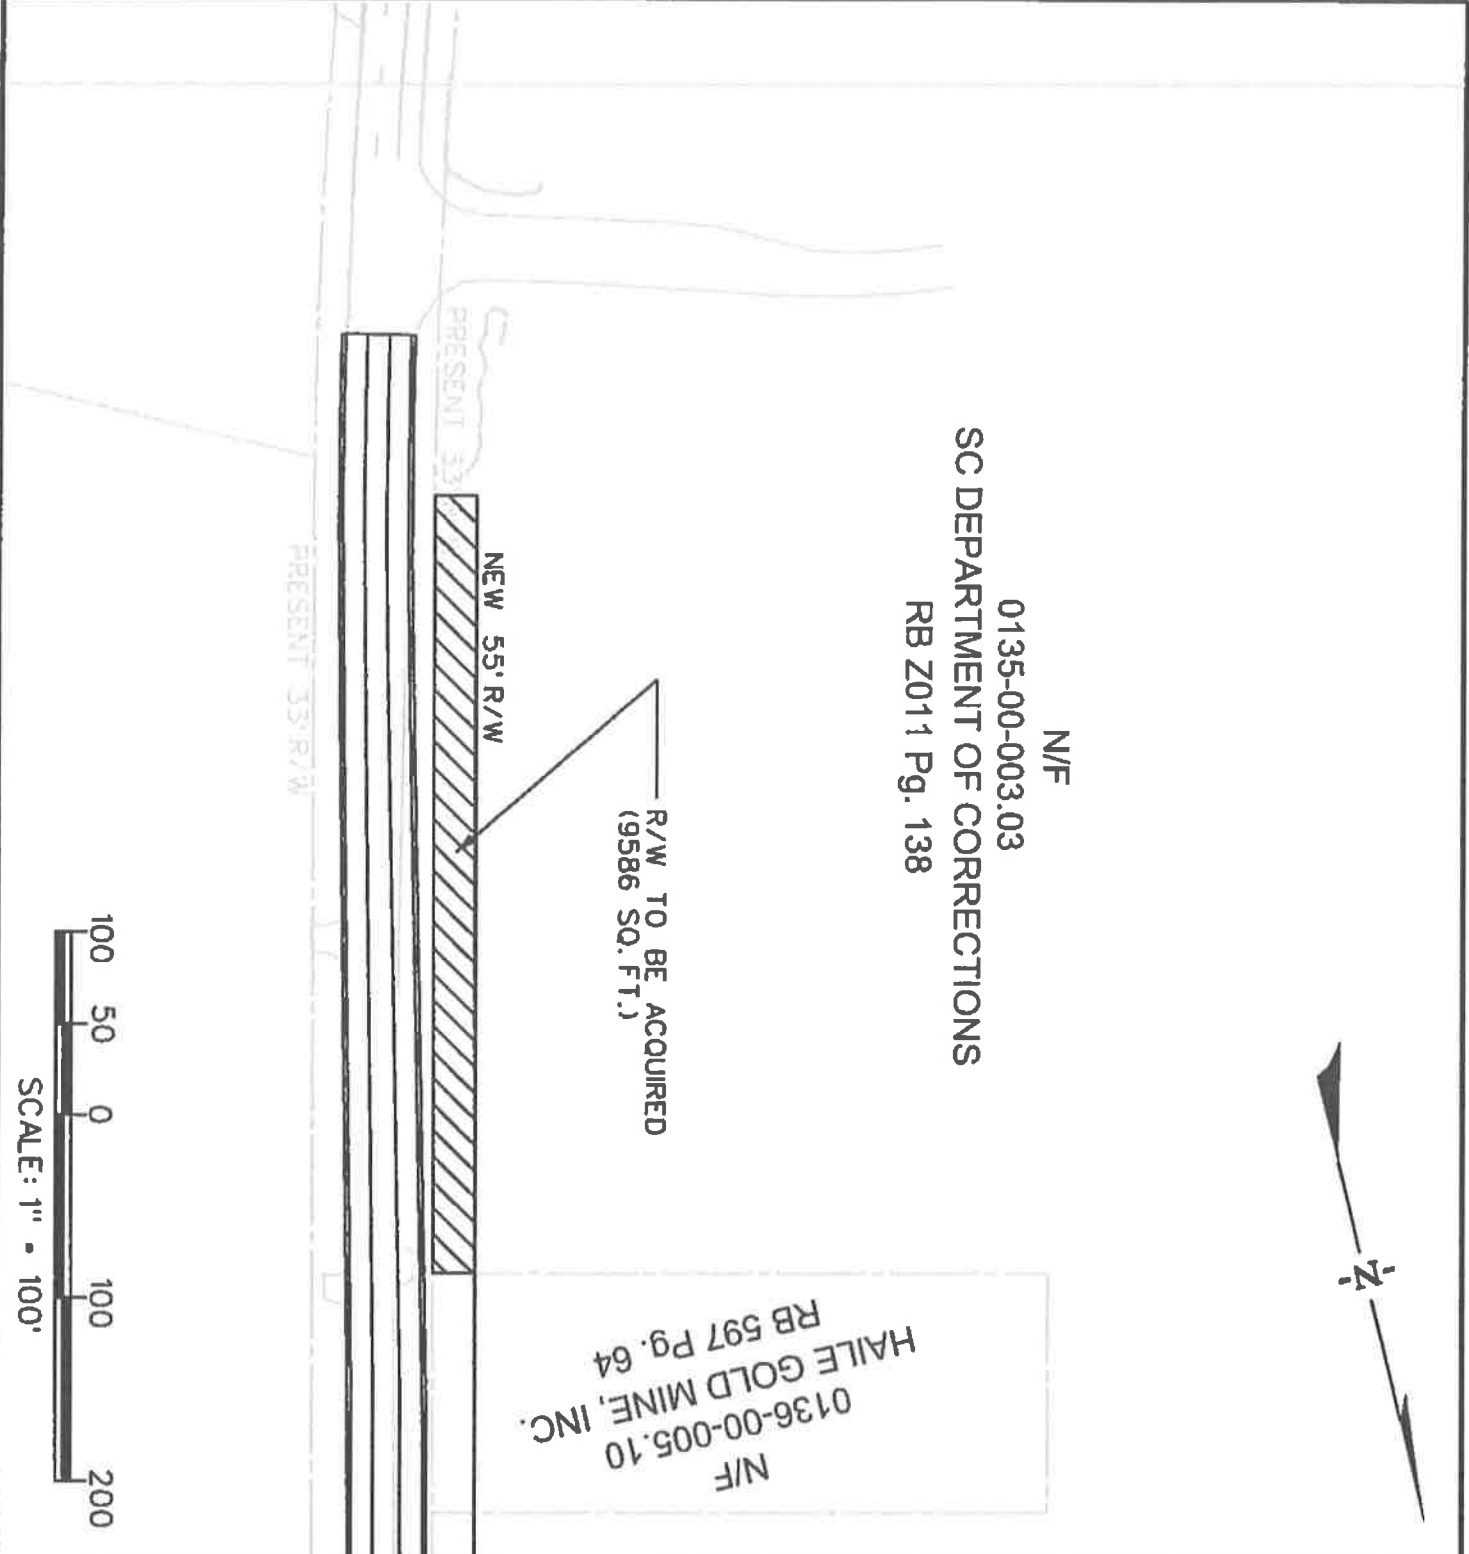 N/F
0135-00-003.03
SC DEPARTMENT OF CORRECTIONS
RB Z011 Pg. 138
N
R/W TO BE ACQUIRED
(9586 SQ. FT.)
NEW 55' R/W
PRESENT 33'
PRESENT 33' R/W
N/F
0136-00-005.10
HAILE GOLD MINE, INC.
RB 597 Pg. 64
100 50 0 100 200
SCALE: 1" = 100'